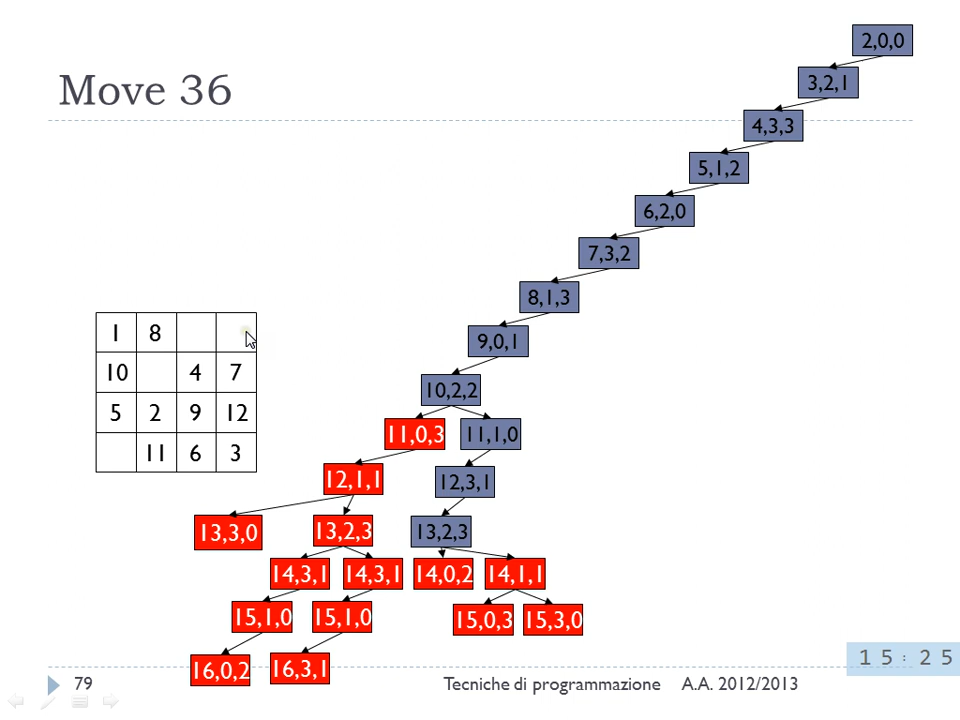 2,0,0
Move 36
3,2,1
4,3,3
5,1,2
6,2,0
7,3,2
8,1,3
9,0,1
1 8
10 4 7
5 2 9 12
11 6 3
10,2,2
11,0,3 11,1,0
12,1,1 12,3,1
13,3,0 13,2,3 13,2,3
14,3,1 14,3,1 14,0,2 14,1,1
15,1,0 15,1,0 15,0,3 15,3,0
16,0,2 16,3,1
15:25
79 Tecniche di programmazione A.A. 2012/2013